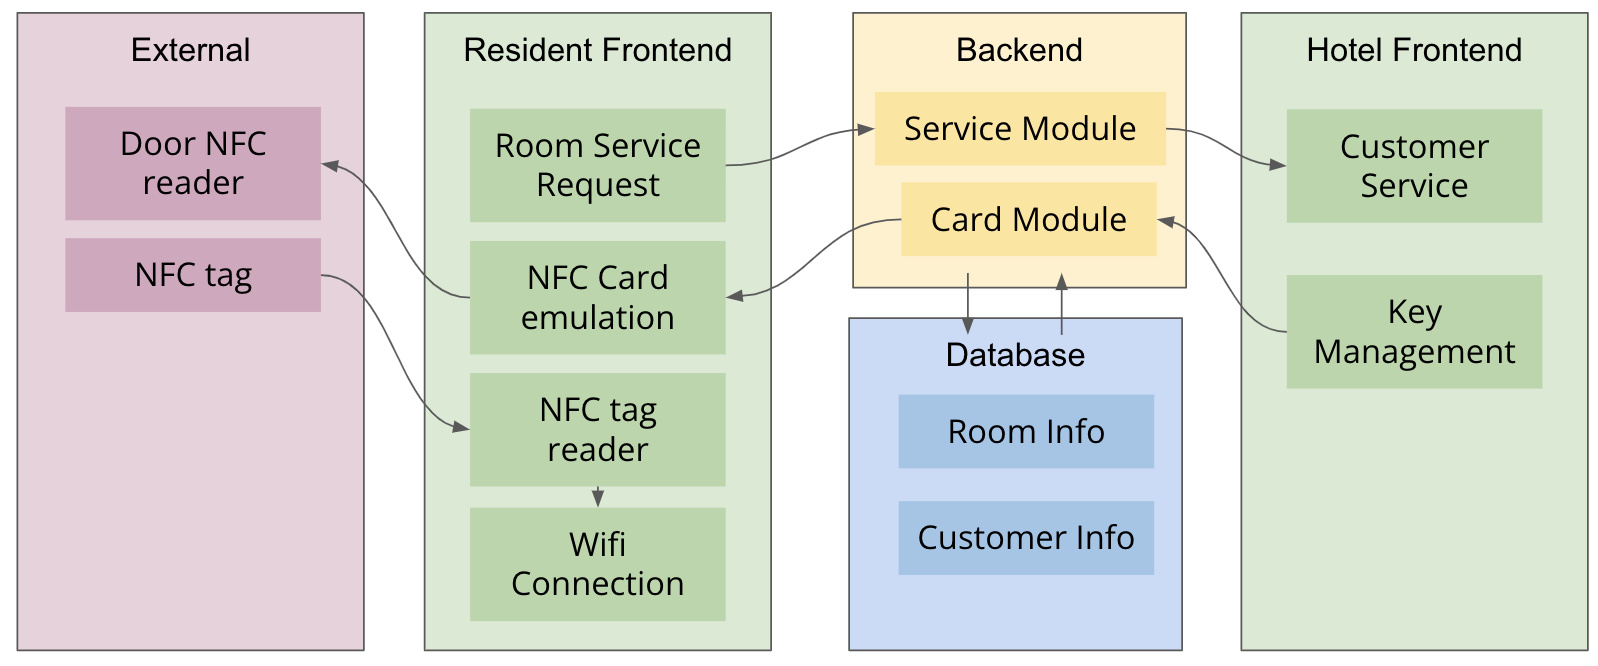 External
Door NFC
reader
NFC tag
Resident Frontend
Room Service
Request
NFC Card
emulation
NFC tag
reader
Wifi
Connection
Backend
Service Module
Card Module
Database
Room Info
Customer Info
Hotel Frontend
Customer
Service
Key
Management